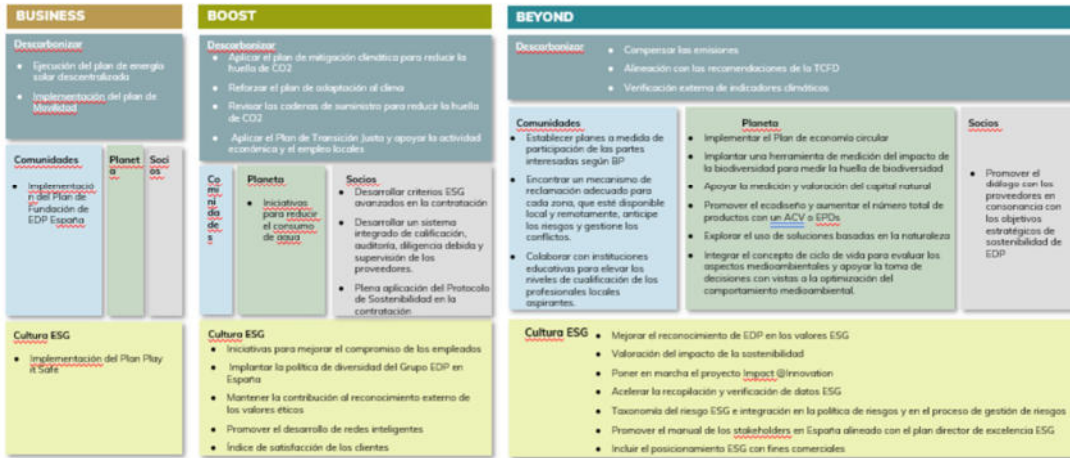 BUSINESS
Descarbonizar
Ejecución del plan de energía
solar descentralizada
Implementación del plan de
Movilidad
Comunidades
Implementació
n del Plan de
Fundación de
EDP España
Planet
a
Soci
os
Cultura ESG
Implementación del Plan Play
it Safe
BOOST
Descarbonizar
Aplicar el plan de mitigación climática para reducir la
huella de CO2
Reforzar el plan de adaptación al clima
Revisar las cadenas de suministro para reducir la huella
de CO2
Aplicar el Plan de Transición Justa y apoyar la actividad
económica y el empleo locales
Co
mu
ni
da
de
s
Planeta
Iniciativas
para reducir
el consumo
de agua
Socios
Desarrollar criterios ESG
avanzados en la contratación
Desarrollar un sistema
integrado de calificación,
auditoría, diligencia debida y
supervisión de los
proveedores.
Plena aplicación del Protocolo
de Sostenibilidad en la
contratación
Cultura ESG
Iniciativas para mejorar el compromiso de los empleados
Implantar la política de diversidad del Grupo EDP en
España
Mantener la contribución al reconocimiento externo de
los valores éticos
Promover el desarrollo de redes inteligentes
Índice de satisfacción de los clientes
BEYOND
Descarbonizar
Compensar las emisiones
Alineación con las recomendaciones de la TCFD
Verificación externa de indicadores climáticos
Comunidades
Establecer planes a medida de
participación de las partes
interesadas según BP
Encontrar un mecanismo de
reclamación adecuado para
cada zona, que esté disponible
local y remotamente, anticipe
los riesgos y gestione los
conflictos.
Colaborar con instituciones
educativas para elevar los
niveles de cualificación de los
profesionales locales
aspirantes.
Planeta
Implementar el Plan de economía circular
Implantar una herramienta de medición del impacto de
la biodiversidad para medir la huella de biodiversidad
Apoyar la medición y valoración del capital natural
Promover el ecodiseño y aumentar el número total de
productos con un ACV o EPDs
Explorar el uso de soluciones basadas en la naturaleza
Integrar el concepto de ciclo de vida para evaluar los
aspectos medioambientales y apoyar la toma de
decisiones con vistas a la optimización del
comportamiento medioambiental.
Socios
Promover el
diálogo con los
proveedores en
consonancia con
los objetivos
estratégicos de
sostenibilidad de
EDP
Cultura ESG
Mejorar el reconocimiento de EDP en los valores ESG
Valoración del impacto de la sostenibilidad
Poner en marcha el proyecto Impact @Innovation
Acelerar la recopilación y verificación de datos ESG
Taxonomía del riesgo ESG e integración en la política de riesgos y en el proceso de gestión de riesgos
Promover el manual de los stakeholders en España alineado con el plan director de excelencia ESG
Incluir el posicionamiento ESG con fines comerciales